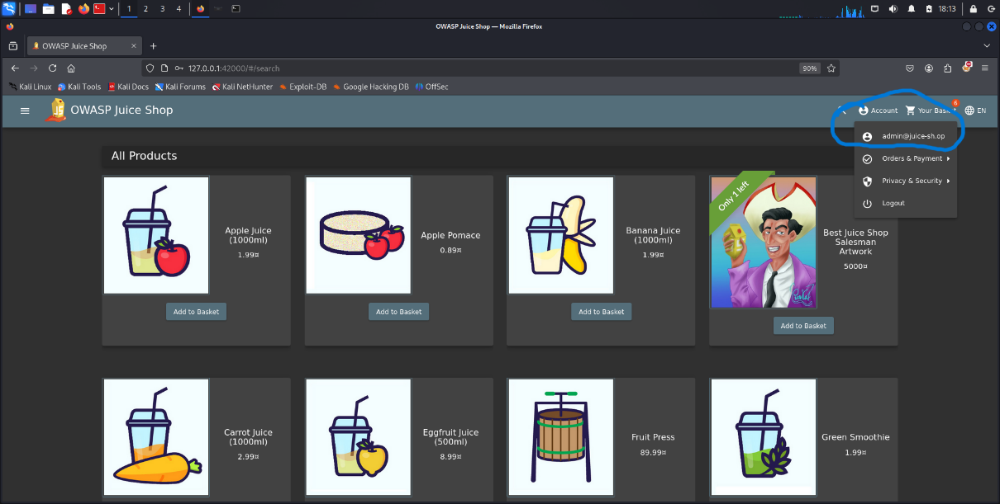 1 2 3 4
18:13
OWASP Juice Shop — Mozilla Firefox
OWASP Juice Shop
127.0.0.1:42000/#/search
90%
Kali Linux Kali Tools Kali Docs Kali Forums Kali NetHunter Exploit-DB Google Hacking DB OffSec
JS
OWASP Juice Shop
Account
Your Basket
6
EN
admin@juice-sh.op
Orders & Payment
Privacy & Security
Logout
All Products
Apple Juice
(1000ml)
1.99¤
Add to Basket
Apple Pomace
0.89¤
Add to Basket
Banana Juice
(1000ml)
1.99¤
Add to Basket
Only 1 left
Best Juice Shop
Salesman
Artwork
5000¤
Add to Basket
Carrot Juice
(1000ml)
2.99¤
Eggfruit Juice
(500ml)
8.99¤
Fruit Press
89.99¤
Green Smoothie
1.99¤